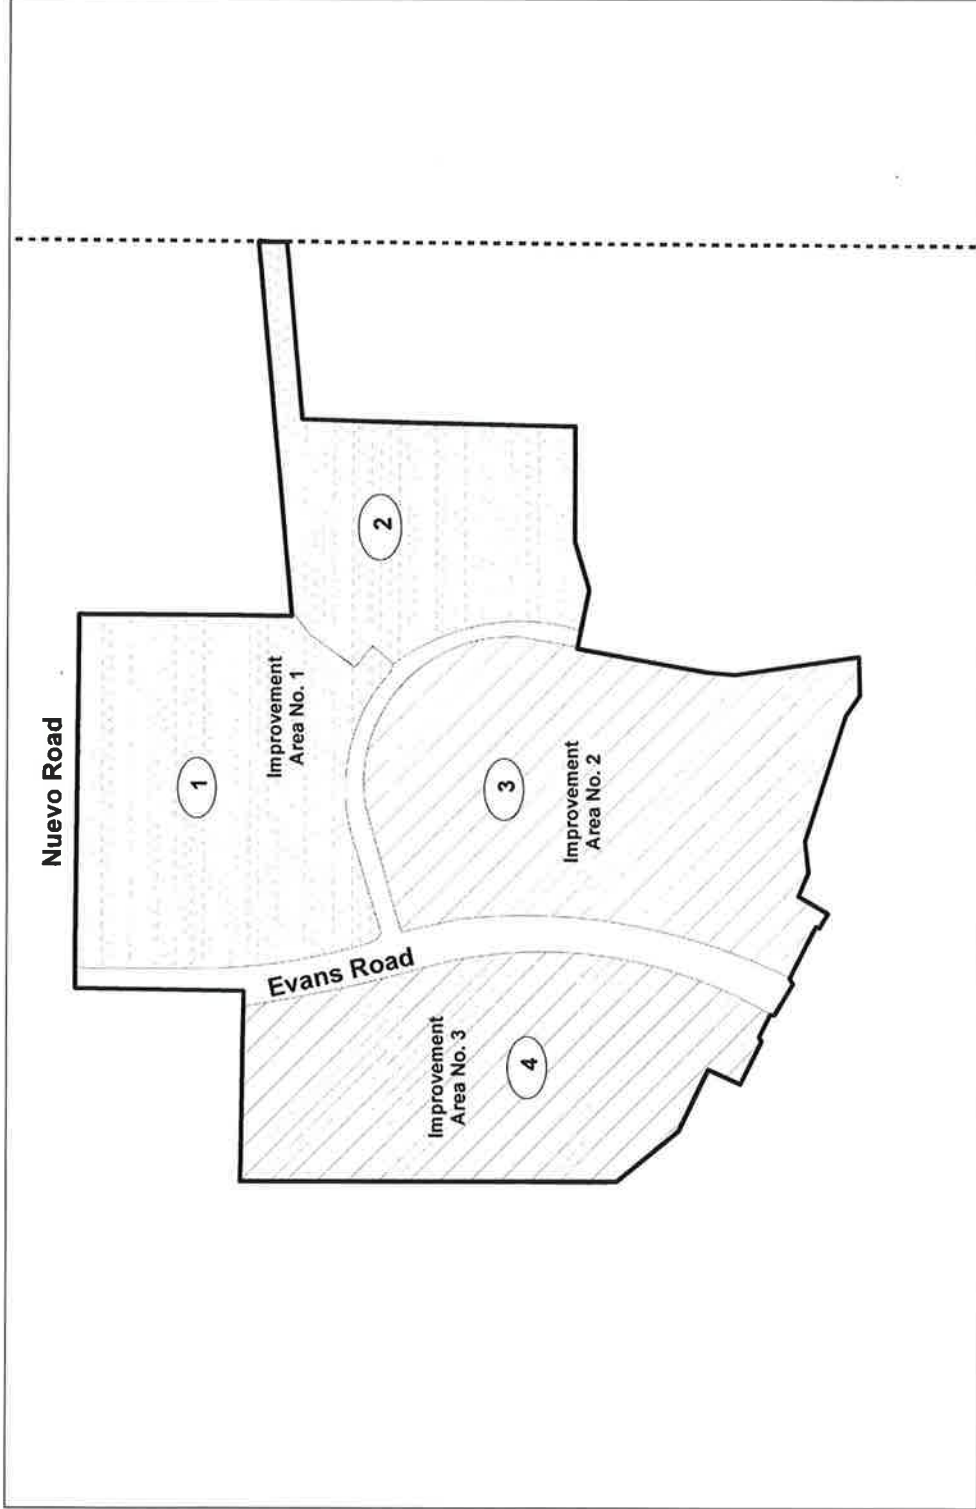 Nuevo Road
1
Improvement
Area No. 1
2
Evans Road
3
Improvement
Area No. 2
Improvement
Area No. 3
4